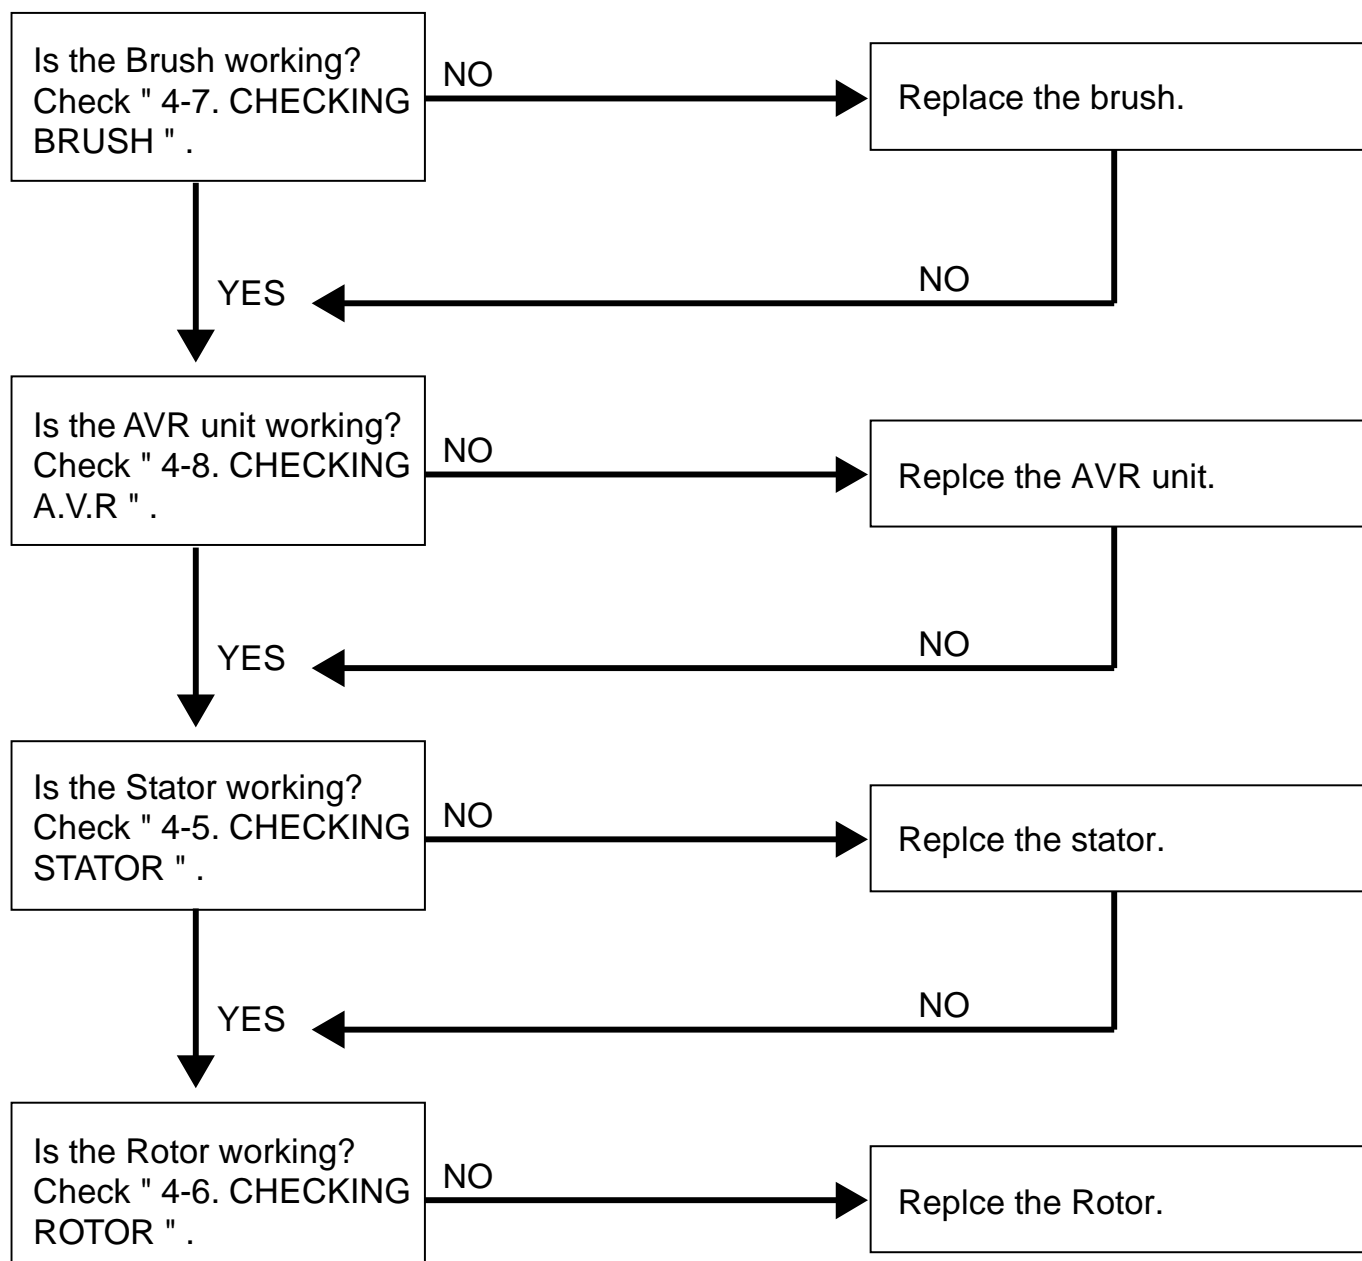 Is the Brush working?
Check " 4-7. CHECKING
BRUSH " .
NO
Replace the brush.
YES
NO
Is the AVR unit working?
Check " 4-8. CHECKING
A.V.R " .
NO
Replce the AVR unit.
YES
NO
Is the Stator working?
Check " 4-5. CHECKING
STATOR " .
NO
Replce the stator.
YES
NO
Is the Rotor working?
Check " 4-6. CHECKING
ROTOR " .
NO
Replce the Rotor.